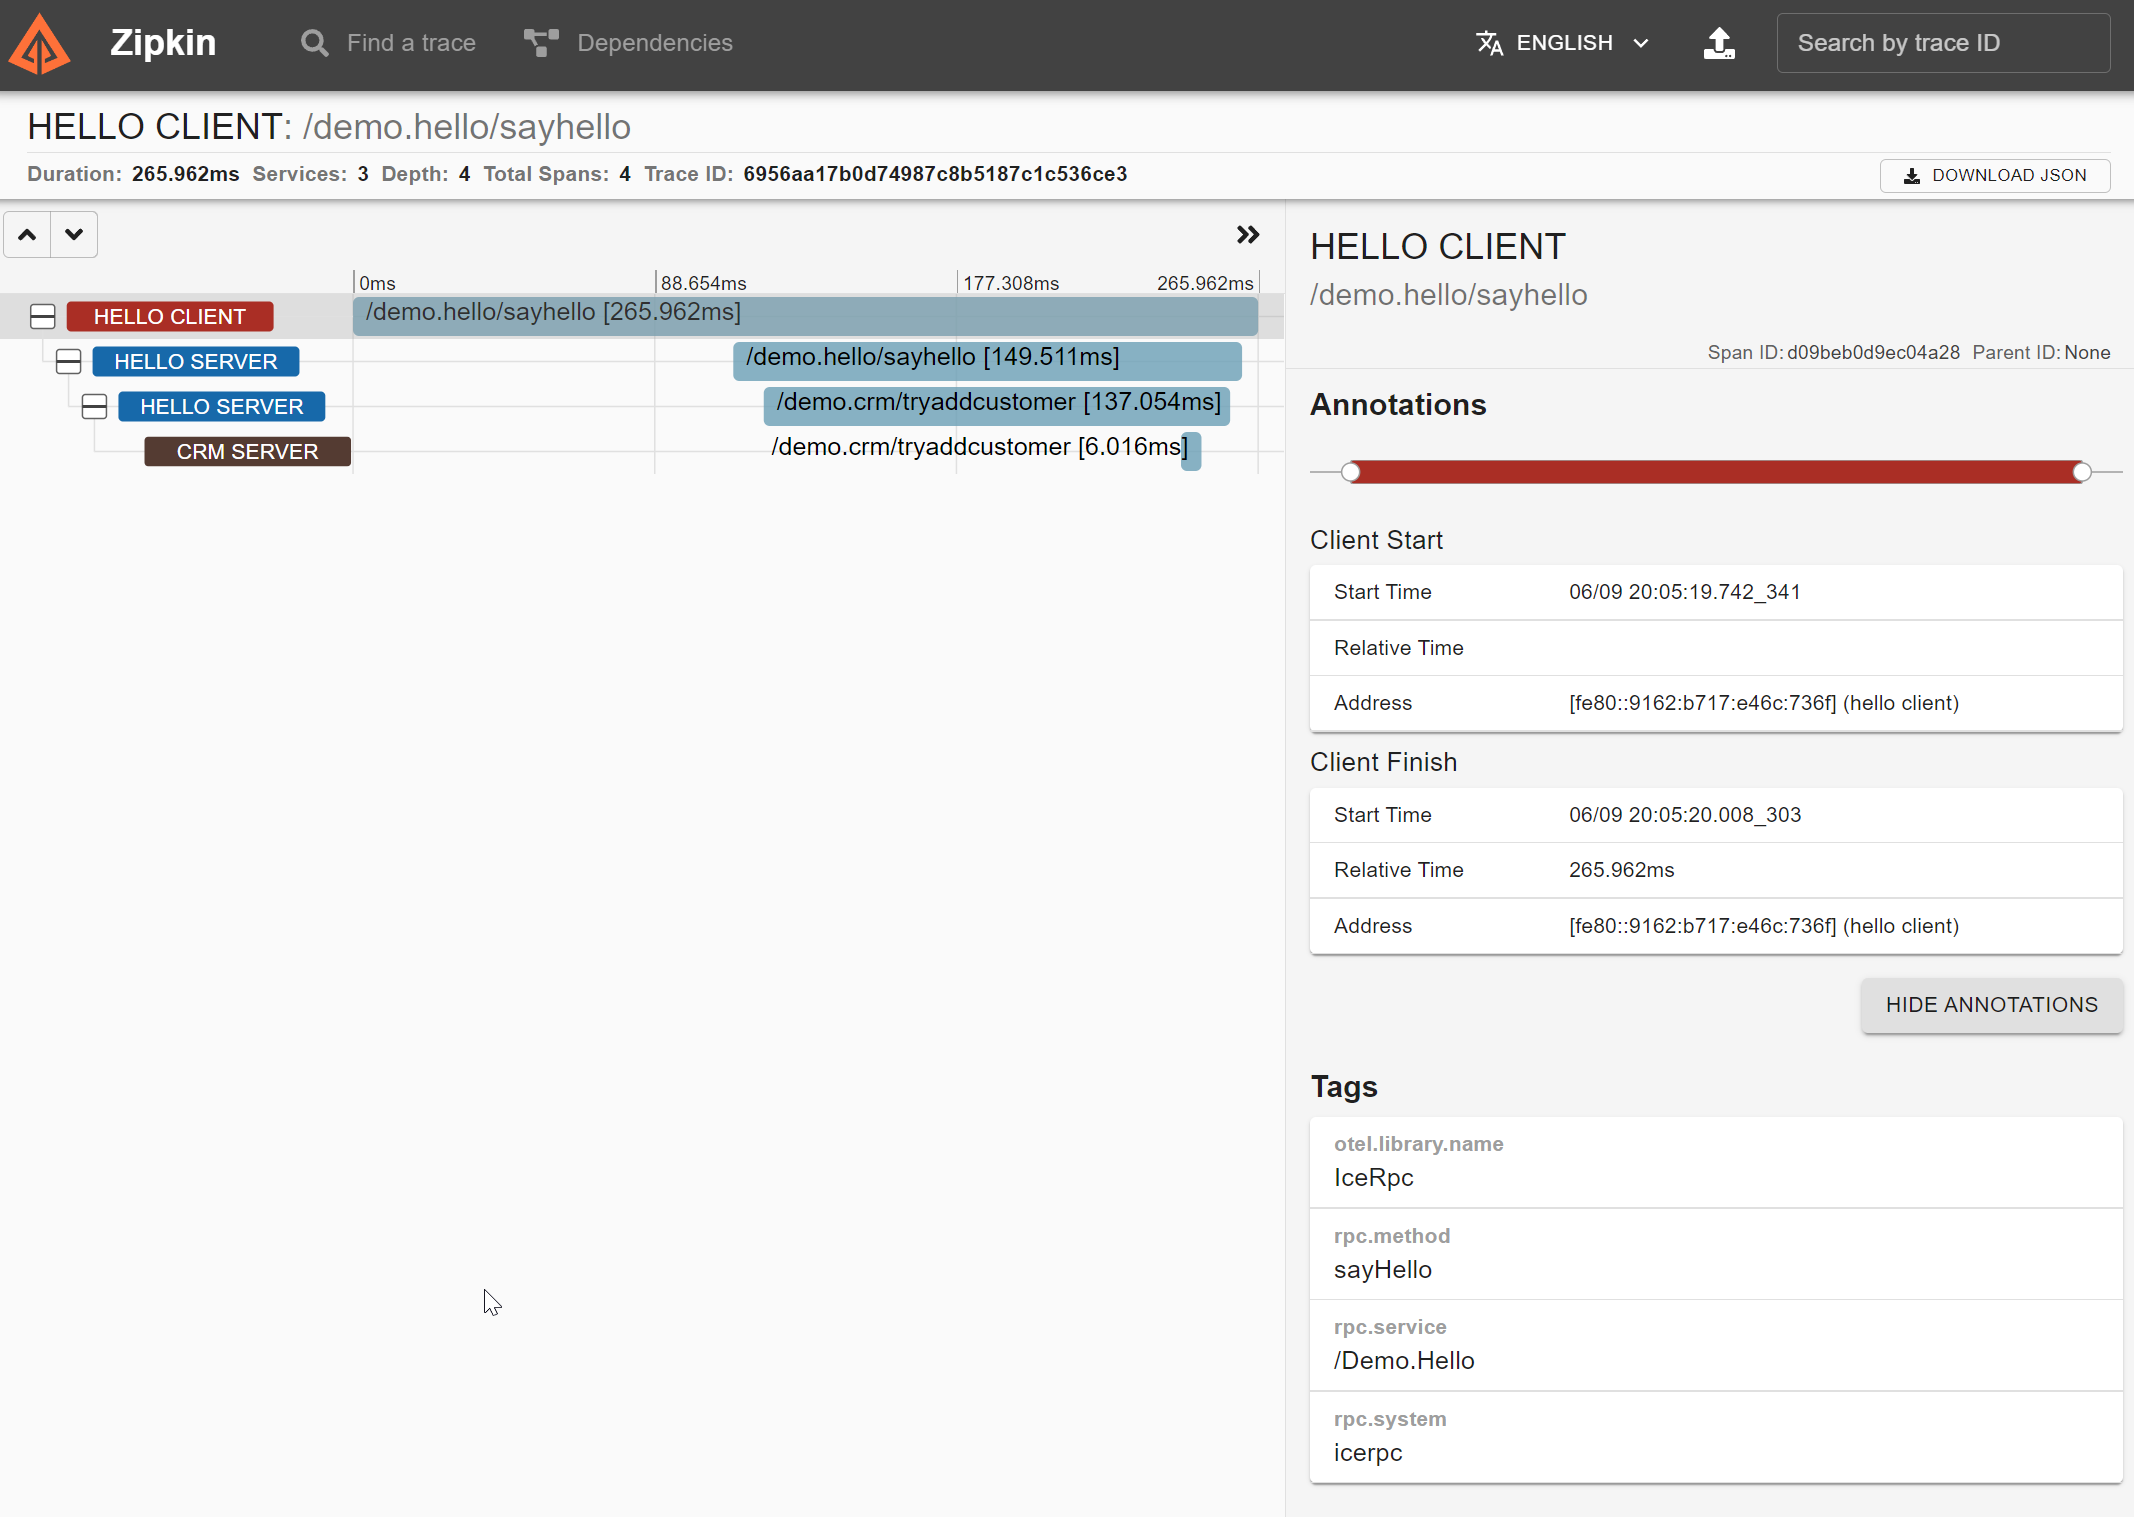 Zipkin Find a trace Dependencies ENGLISH Search by trace ID
HELLO CLIENT: /demo.hello/sayhello
Duration: 265.962ms Services: 3 Depth: 4 Total Spans: 4 Trace ID: 6956aa17b0d74987c8b5187c1c536ce3 DOWNLOAD JSON
0ms 88.654ms 177.308ms 265.962ms
HELLO CLIENT /demo.hello/sayhello [265.962ms]
HELLO SERVER /demo.hello/sayhello [149.511ms]
HELLO SERVER /demo.crm/tryaddcustomer [137.054ms]
CRM SERVER /demo.crm/tryaddcustomer [6.016ms]
HELLO CLIENT
/demo.hello/sayhello
Span ID: d09beb0d9ec04a28 Parent ID: None
Annotations
Client Start
Start Time 06/09 20:05:19.742_341
Relative Time
Address [fe80::9162:b717:e46c:736f] (hello client)
Client Finish
Start Time 06/09 20:05:20.008_303
Relative Time 265.962ms
Address [fe80::9162:b717:e46c:736f] (hello client)
HIDE ANNOTATIONS
Tags
otel.library.name
IceRpc
rpc.method
sayHello
rpc.service
/Demo.Hello
rpc.system
icerpc